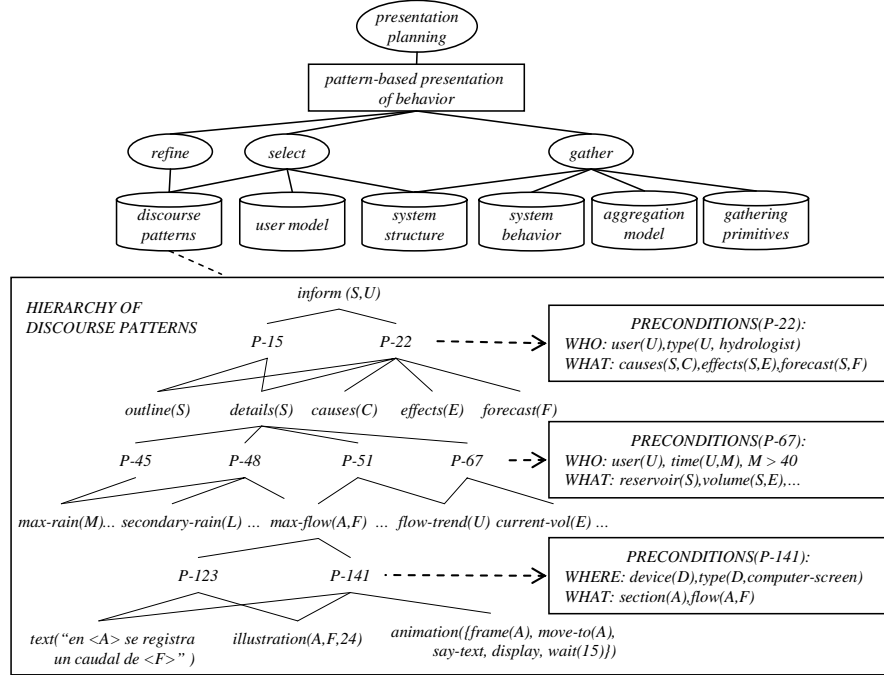 presentation
planning
pattern-based presentation
of behavior
refine
select
gather
discourse
patterns
user model
system
structure
system
behavior
aggregation
model
gathering
primitives
HIERARCHY OF
DISCOURSE PATTERNS
inform (S,U)
P-15
P-22
PRECONDITIONS(P-22):
WHO: user(U),type(U, hydrologist)
WHAT: causes(S,C),effects(S,E),forecast(S,F)
outline(S)
details(S)
causes(C)
effects(E)
forecast(F)
P-45
P-48
P-51
P-67
PRECONDITIONS(P-67):
WHO: user(U), time(U,M), M > 40
WHAT: reservoir(S),volume(S,E),...
max-rain(M)... secondary-rain(L) ... max-flow(A,F) ... flow-trend(U) current-vol(E) ...
P-123
P-141
PRECONDITIONS(P-141):
WHERE: device(D),type(D,computer-screen)
WHAT: section(A),flow(A,F)
text(“en <A> se registra
un caudal de <F>” )
illustration(A,F,24)
animation({frame(A), move-to(A),
say-text, display, wait(15)})